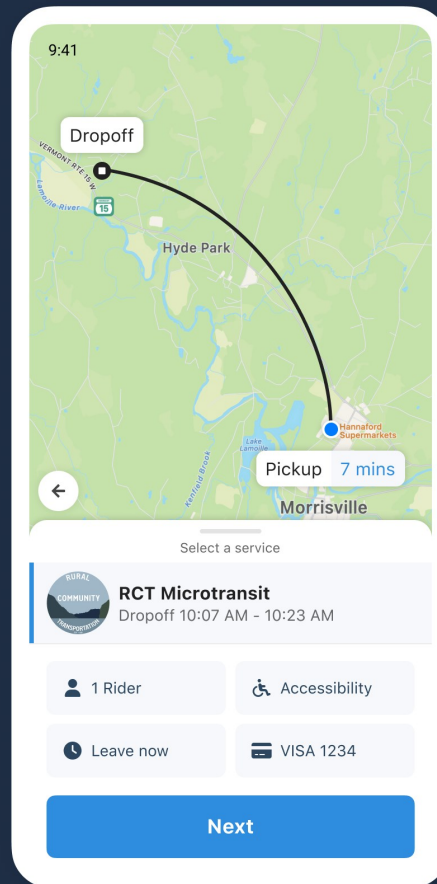 9:41
Dropoff
VERMONT RTE 15 W
15
Lamoille River
Hyde Park
Hannaford
Supermarkets
Lake
Lamoille
Pickup 7 mins
Kenfield Brook
Morrisville
Select a service
RURAL
COMMUNITY
TRANSPORTATION
RCT Microtransit
Dropoff 10:07 AM - 10:23 AM
1 Rider
Accessibility
Leave now
VISA 1234
Next